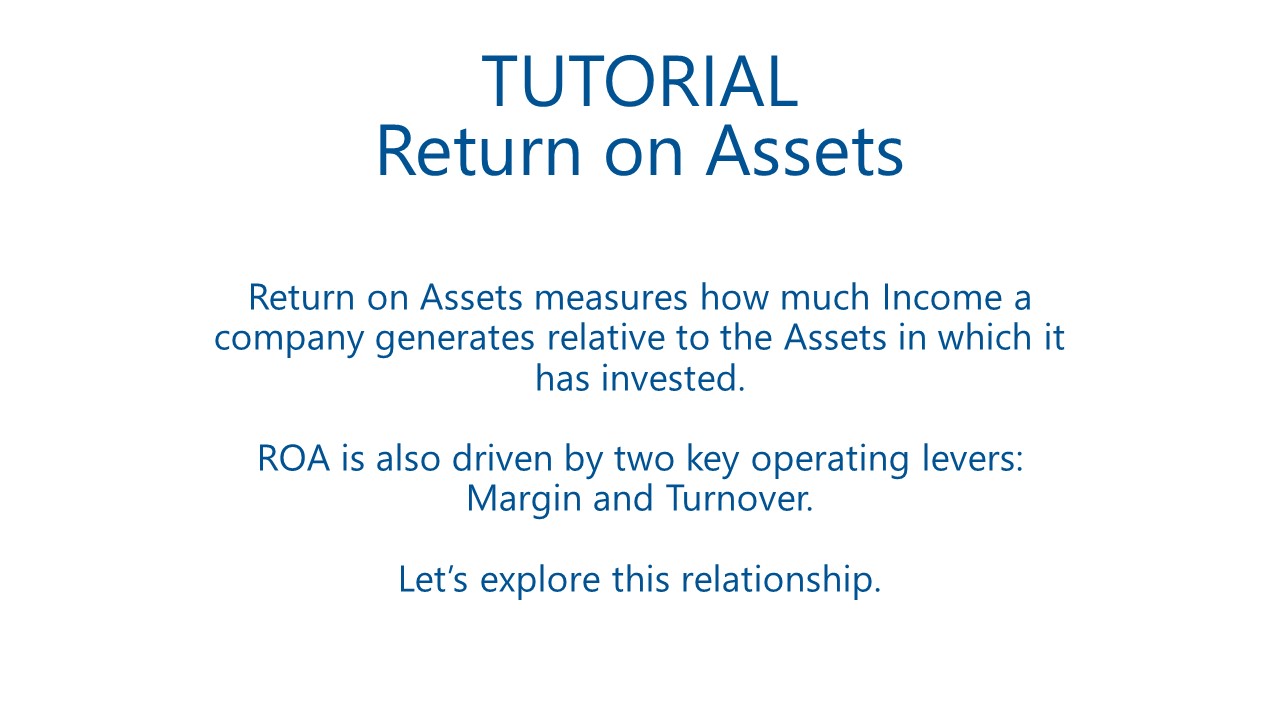 TUTORIAL
Return on Assets
Return on Assets measures how much Income a
company generates relative to the Assets in which it
has invested.
ROA is also driven by two key operating levers:
Margin and Turnover.
Let’s explore this relationship.